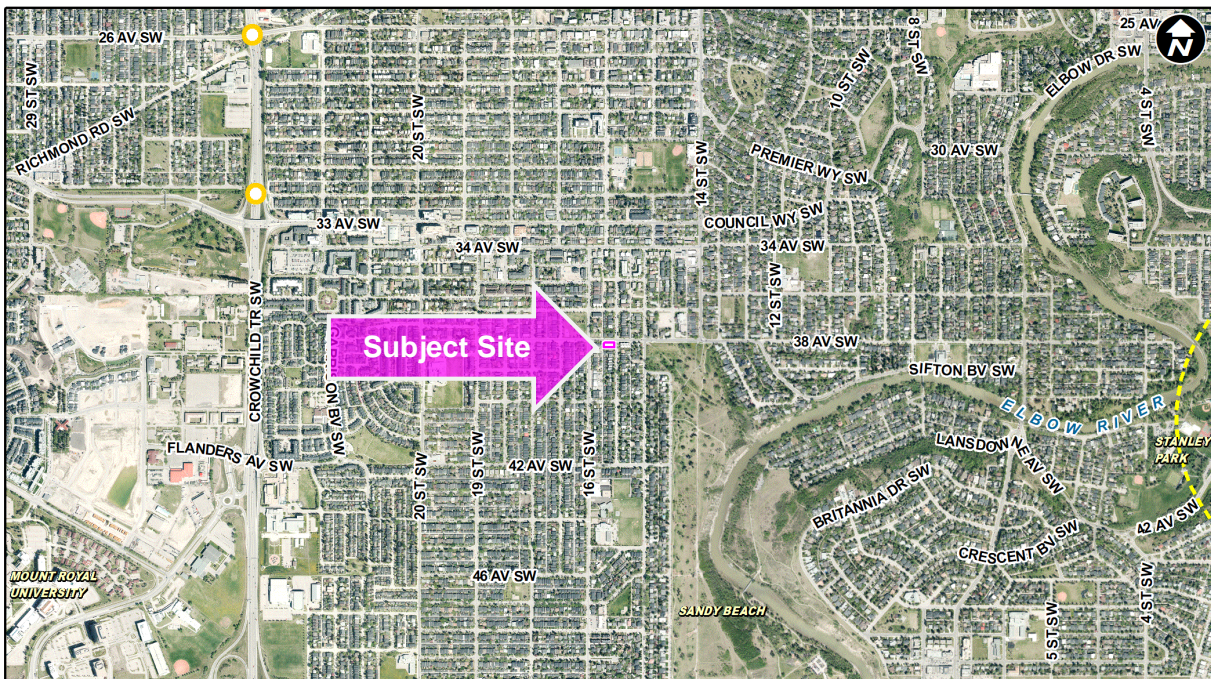 26 AV SW
8 ST SW
25 AV
N
29 ST SW
RICHMOND RD SW
20 ST SW
10 ST SW
ELBOW DR SW
4 ST SW
14 ST SW
PREMIER WY SW
30 AV SW
33 AV SW
COUNCIL WY SW
34 AV SW
34 AV SW
CROWCHILD TR SW
12 ST SW
Subject Site
38 AV SW
ON BV SW
SIFTON BV SW
ELBOW RIVER
FLANDERS AV SW
20 ST SW
19 ST SW
42 AV SW
16 ST SW
LANSDOWNE AV SW
STANLEY
PARK
BRITANNIA DR SW
42 AV SW
CRESCENT BV SW
MOUNT ROYAL
UNIVERSITY
46 AV SW
SANDY BEACH
5 ST SW
4 ST SW